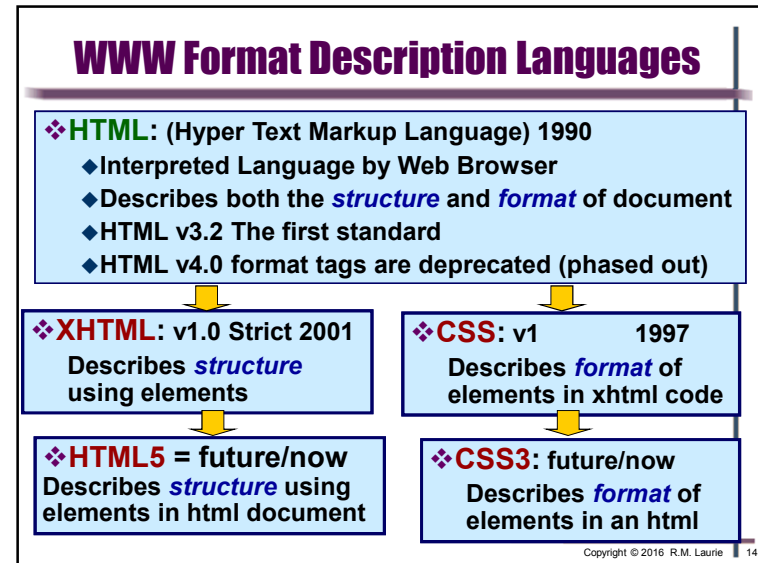 WWW Format Description Languages
❖HTML: (Hyper Text Markup Language) 1990
◆Interpreted Language by Web Browser
◆Describes both the structure and format of document
◆HTML v3.2 The first standard
◆HTML v4.0 format tags are deprecated (phased out)
❖XHTML: v1.0 Strict 2001
Describes structure
using elements
❖CSS: v1 1997
Describes format of
elements in xhtml code
❖HTML5 = future/now
Describes structure using
elements in html document
❖CSS3: future/now
Describes format of
elements in an html
Copyright © 2016 R.M. Laurie 14